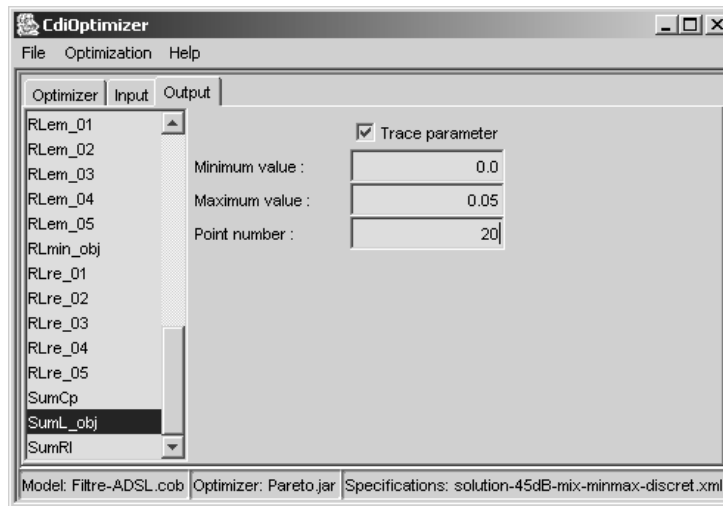 CdiOptimizer
File Optimization Help
Optimizer Input Output
RLem_01
RLem_02
RLem_03
RLem_04
RLem_05
RLmin_obj
RLre_01
RLre_02
RLre_03
RLre_04
RLre_05
SumCp
SumL_obj
SumRl
Trace parameter
Minimum value : 0.0
Maximum value : 0.05
Point number : 20
Model: Filtre-ADSL.cob Optimizer: Pareto.jar Specifications: solution-45dB-mix-minmax-discret.xml